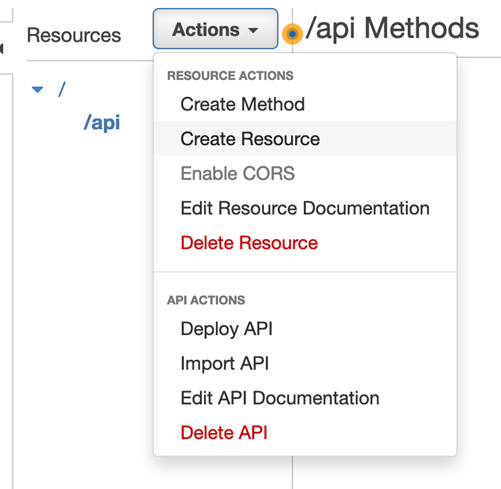 Resources
Actions
/api Methods
/
/api
RESOURCE ACTIONS
Create Method
Create Resource
Enable CORS
Edit Resource Documentation
Delete Resource
API ACTIONS
Deploy API
Import API
Edit API Documentation
Delete API